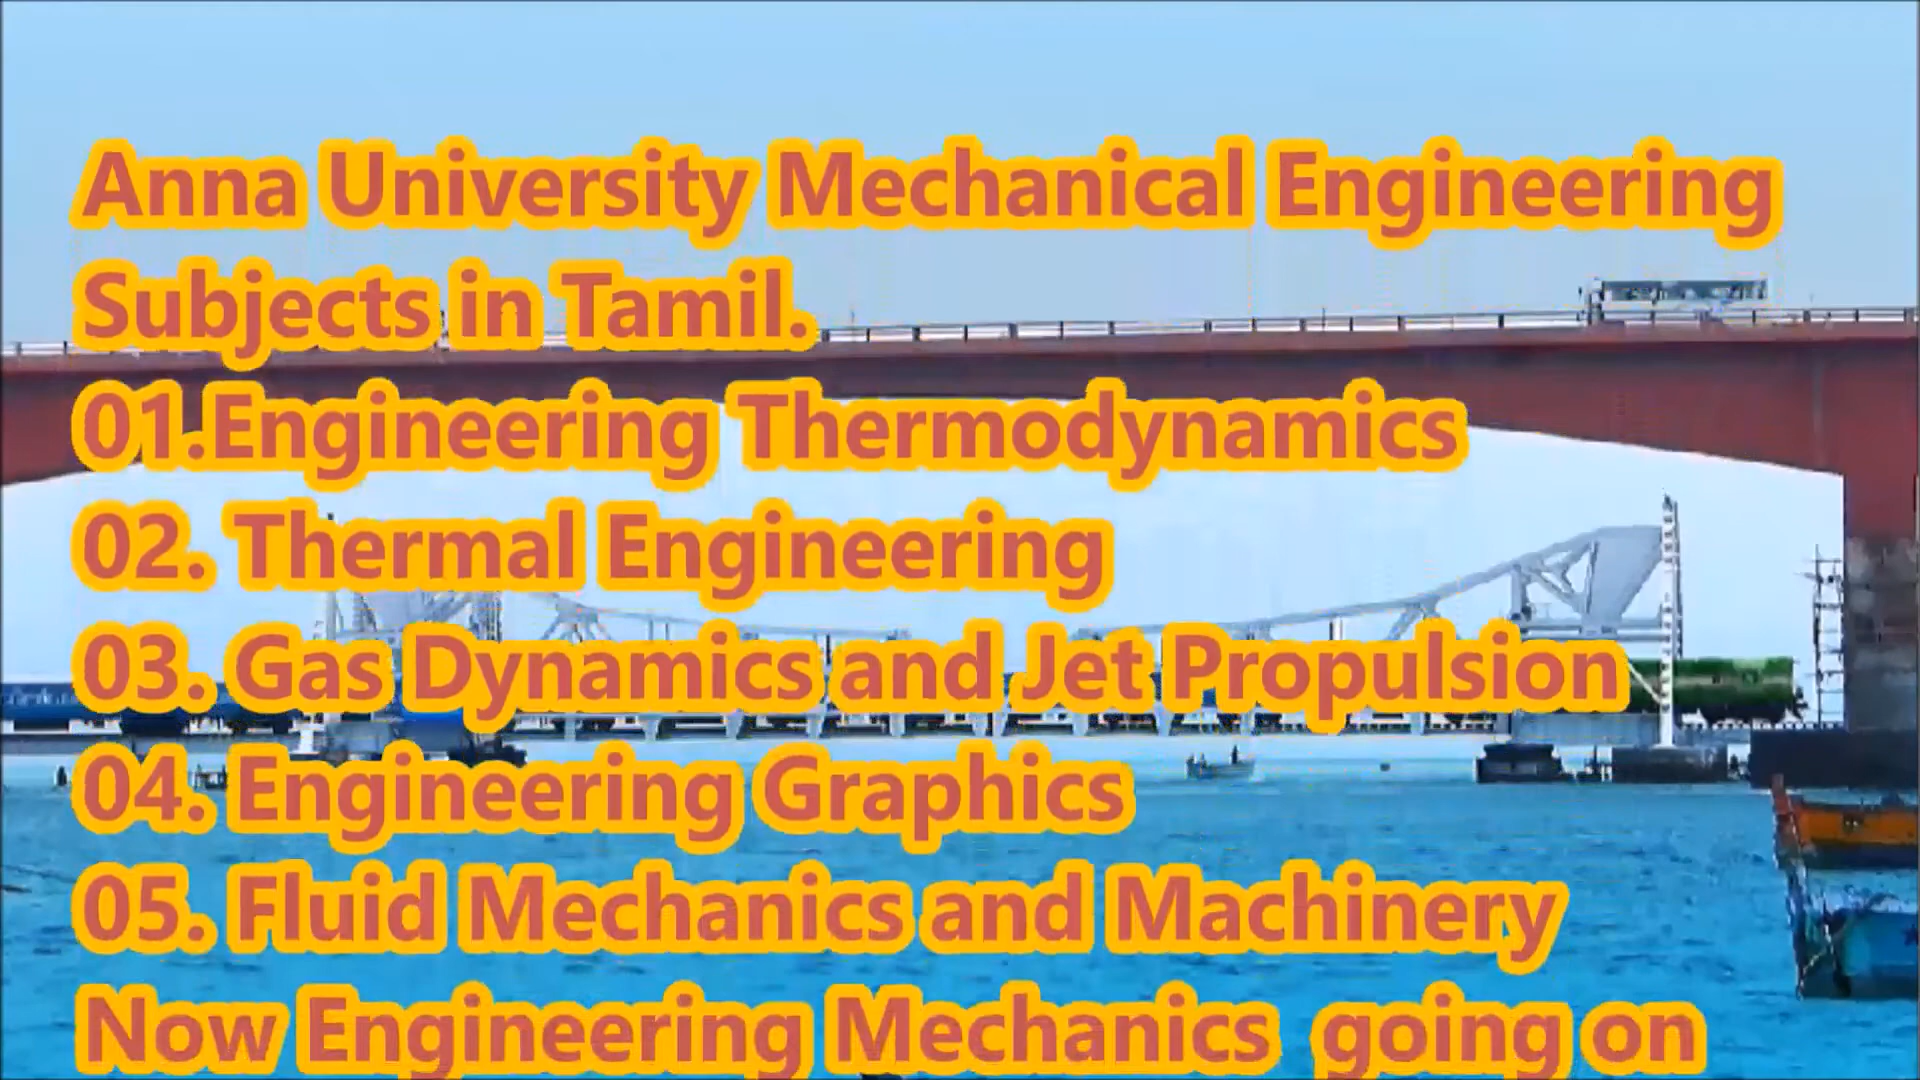 Anna University Mechanical Engineering
Subjects in Tamil.
01.Engineering Thermodynamics
02. Thermal Engineering
03. Gas Dynamics and Jet Propulsion
04. Engineering Graphics
05. Fluid Mechanics and Machinery
Now Engineering Mechanics going on